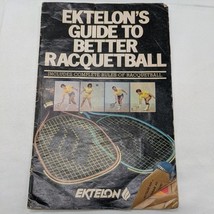 EKTELON'S
GUIDE TO
BETTER
RACQUETBALL
INCLUDES COMPLETE RULES OF RACQUETBALL
EKTELON